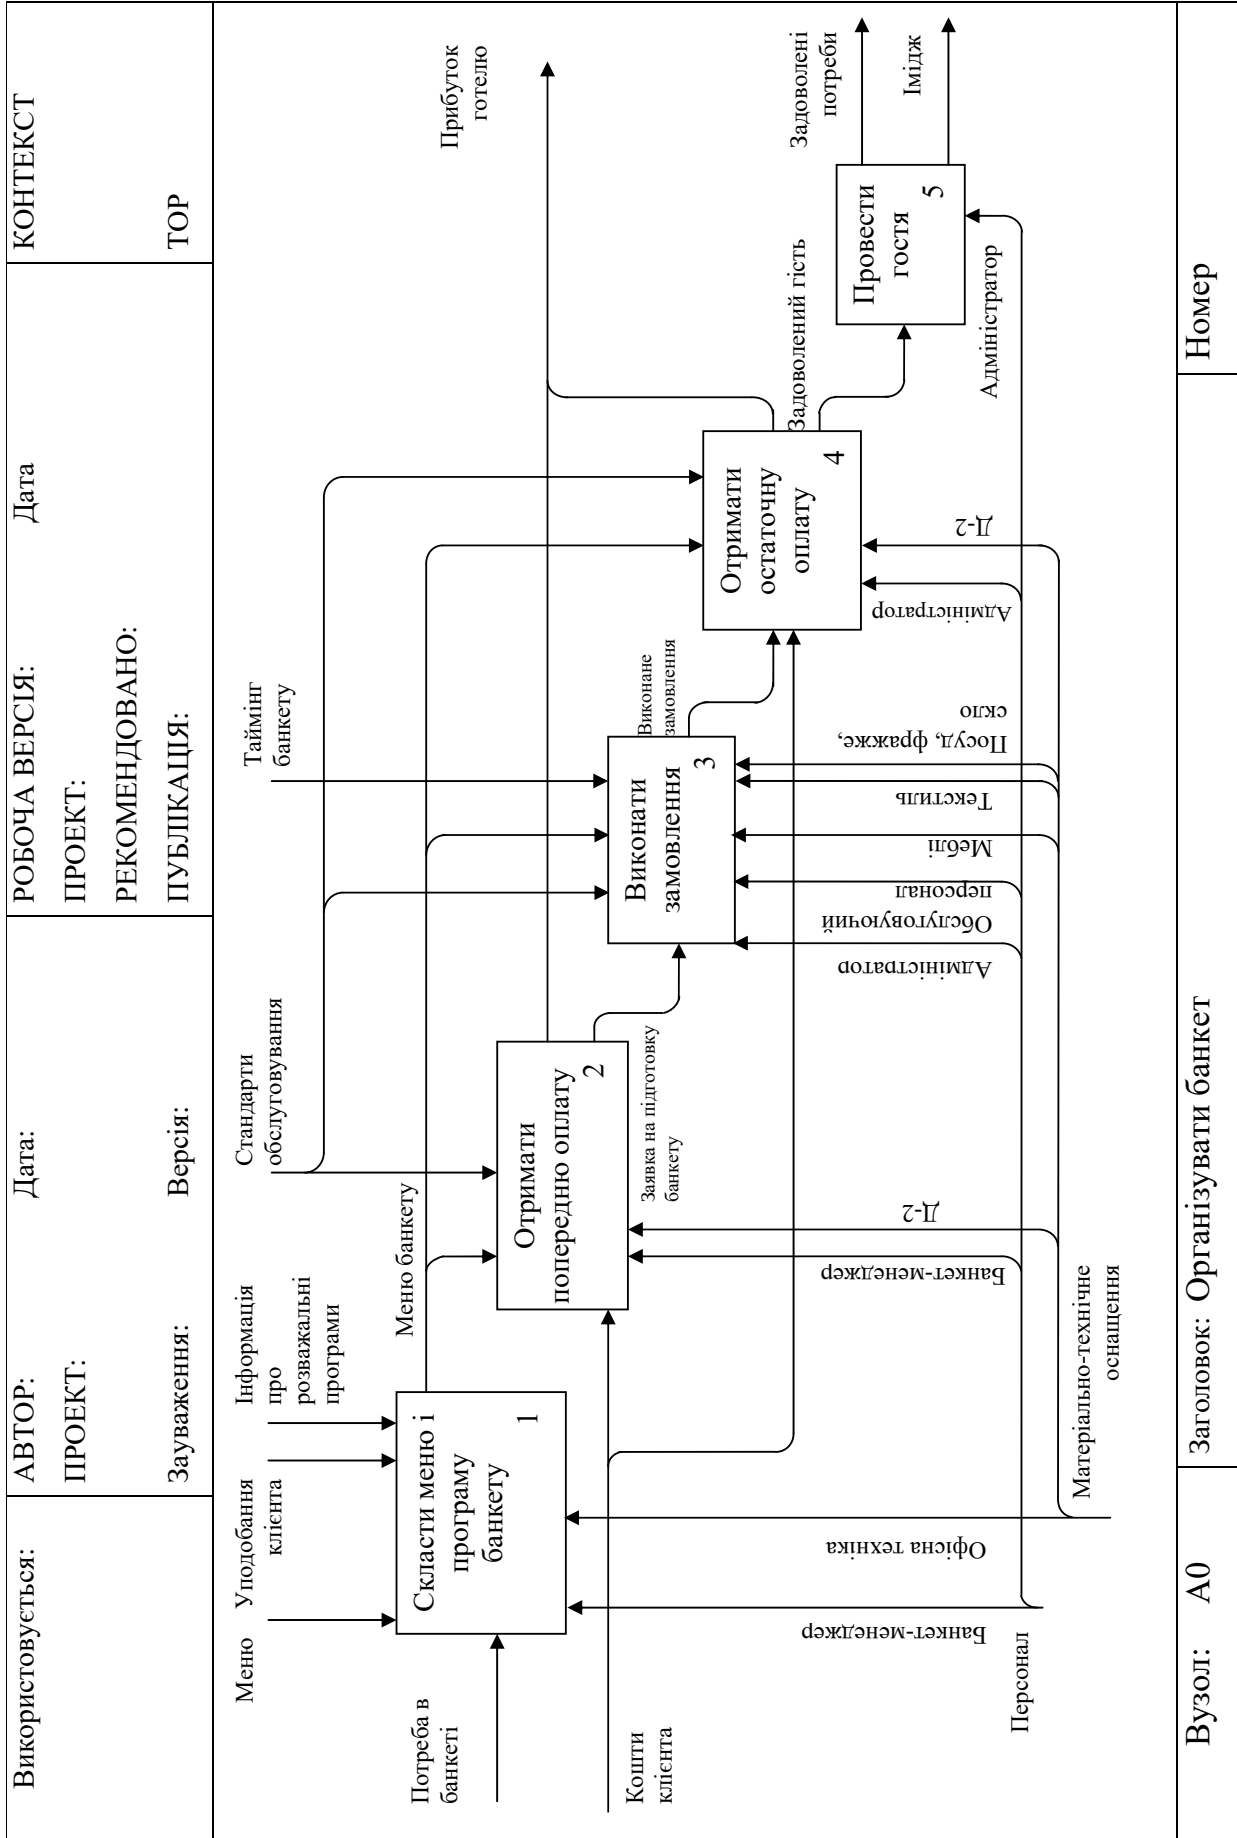 Використовується:
АВТОР:
Дата:
ПРОЕКТ:
Зауваження:
Версія:
РОБОЧА ВЕРСІЯ:
Дата
ПРОЕКТ:
РЕКОМЕНДОВАНО:
ПУБЛІКАЦІЯ:
КОНТЕКСТ
TOP
Меню
Уподобання
клієнта
Інформація
про
розважальні
програми
Стандарти
обслуговування
Таймінг
банкету
Прибуток
готелю
Меню банкету
Потреба в
банкеті
Скласти меню і
програму
банкету
1
Кошти
клієнта
Отримати
попередню оплату
2
Заявка на підготовку
банкету
Виконати
замовлення
3
Виконане
замовлення
Отримати
остаточну
оплату
4
Задоволений гість
Провести
гостя
5
Задоволені
потреби
Імідж
Банкет-менеджер
Офісна техніка
Банкет-менеджер
Д-2
Адміністратор
Обслуговуючий
персонал
Меблі
Текстиль
Посуд, фражже,
скло
Адміністратор
Д-2
Адміністратор
Персонал
Матеріально-технічне
оснащення
Вузол: А0
Заголовок: Організувати банкет
Номер